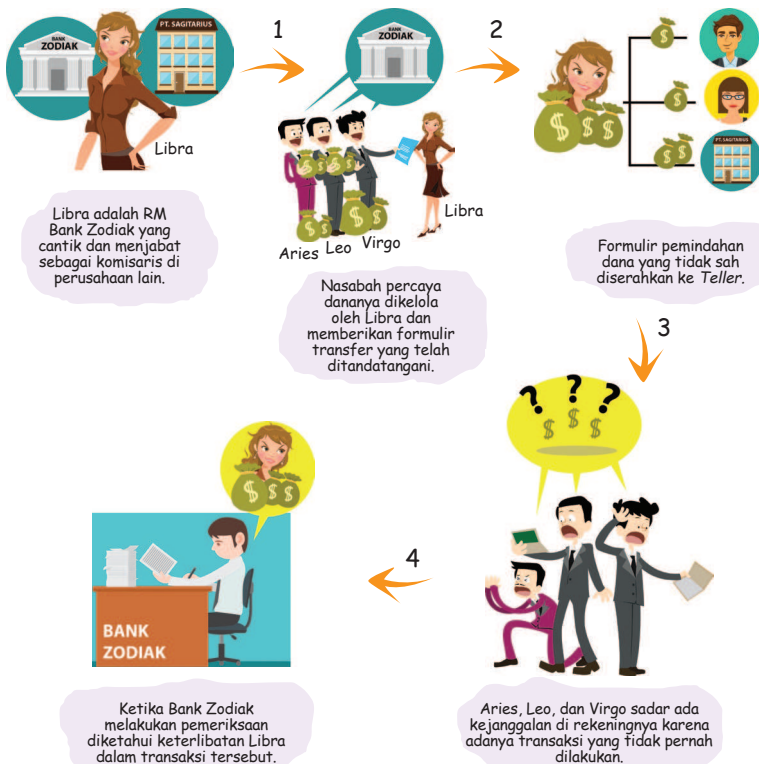 BANK
ZODIAK
PT. SAGITARIUS
Libra
Libra adalah RM
Bank Zodiak yang
cantik dan menjabat
sebagai komisaris di
perusahaan lain.
1
BANK
ZODIAK
Aries Leo Virgo
Libra
Nasabah percaya
dananya dikelola
oleh Libra dan
memberikan formulir
transfer yang telah
ditandatangani.
2
$
$
$ $
$
$
$ $
PT. SAGITARIUS
Formulir pemindahan
dana yang tidak sah
diserahkan ke Teller.
3
? ? ?
$ $ $
Aries, Leo, dan Virgo sadar ada
kejanggalan di rekeningnya karena
adanya transaksi yang tidak pernah
dilakukan.
4
$ $ $
BANK
ZODIAK
Ketika Bank Zodiak
melakukan pemeriksaan
diketahui keterlibatan Libra
dalam transaksi tersebut.